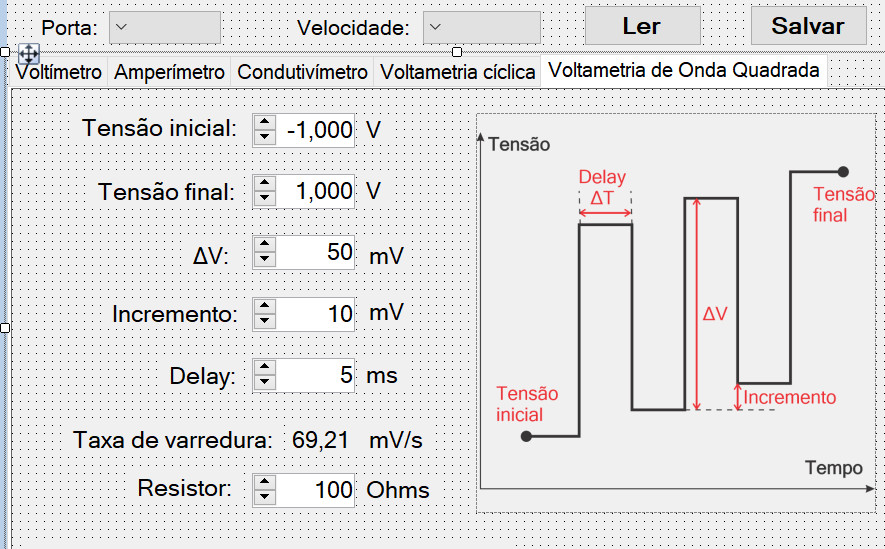 Porta: Velocidade: Ler Salvar
Voltímetro Amperímetro Condutivímetro Voltametria cíclica Voltametria de Onda Quadrada
Tensão inicial: -1,000 V
Tensão final: 1,000 V
ΔV: 50 mV
Incremento: 10 mV
Delay: 5 ms
Taxa de varredura: 69,21 mV/s
Resistor: 100 Ohms
Tensão
Delay
ΔT
Tensão
final
ΔV
Tensão
inicial
Incremento
Tempo